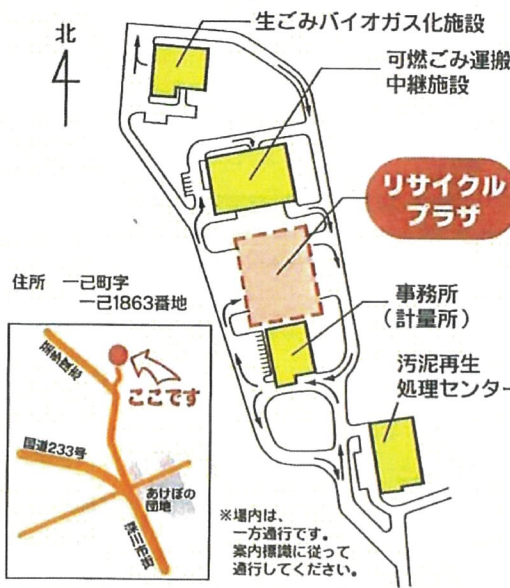 北
生ごみバイオガス化施設
可燃ごみ運搬
中継施設
リサイクル
プラザ
住所 一已町字
一已1863番地
事務所
（計量所）
汚泥再生
処理センター
ここです
国道233号
あけぼの
団地
深川市街
※場内は、
一方通行です。
案内標識に従って
通行してください。